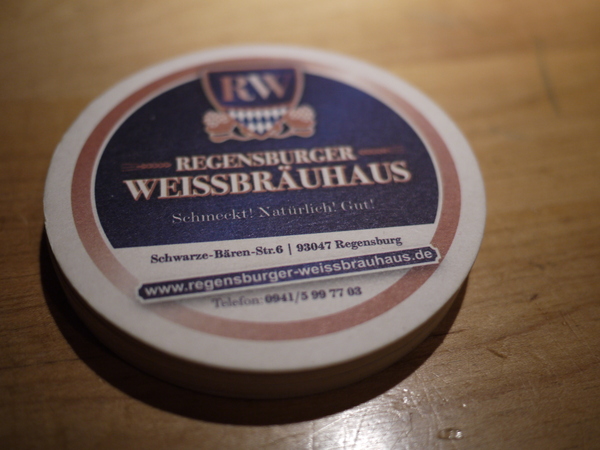 RW
REGENSBURGER
WEISSBRÄUHAUS
Schmeckt! Natürlich! Gut!
Schwarze-Bären-Str.6 | 93047 Regensburg
www.regensburger-weissbrauhaus.de
Telefon: 0941/5 99 77 03